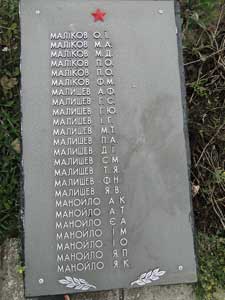 МАЛІКОВ О.І.
МАЛІКОВ М.А.
МАЛІКОВ М.Д.
МАЛІКОВ П.О.
МАЛІКОВ П.О.
МАЛІКОВ Ф.М.
МАЛИШЕВ А.Ф.
МАЛИШЕВ Г.С.
МАЛИШЕВ Г.Ю.
МАЛИШЕВ І.Г.
МАЛИШЕВ М.Т.
МАЛИШЕВ П.А.
МАЛИШЕВ Д.Г.
МАЛИШЕВ С.М.
МАЛИШЕВ Т.Я.
МАЛИШЕВ Ф.Н.
МАЛИШЕВ Я.В.
МАНОЙЛО А.К.
МАНОЙЛО А.Т.
МАНОЙЛО Є.А.
МАНОЙЛО І.М.
МАНОЙЛО І.О.
МАНОЙЛО Я.П.
МАНОЙЛО Я.К.